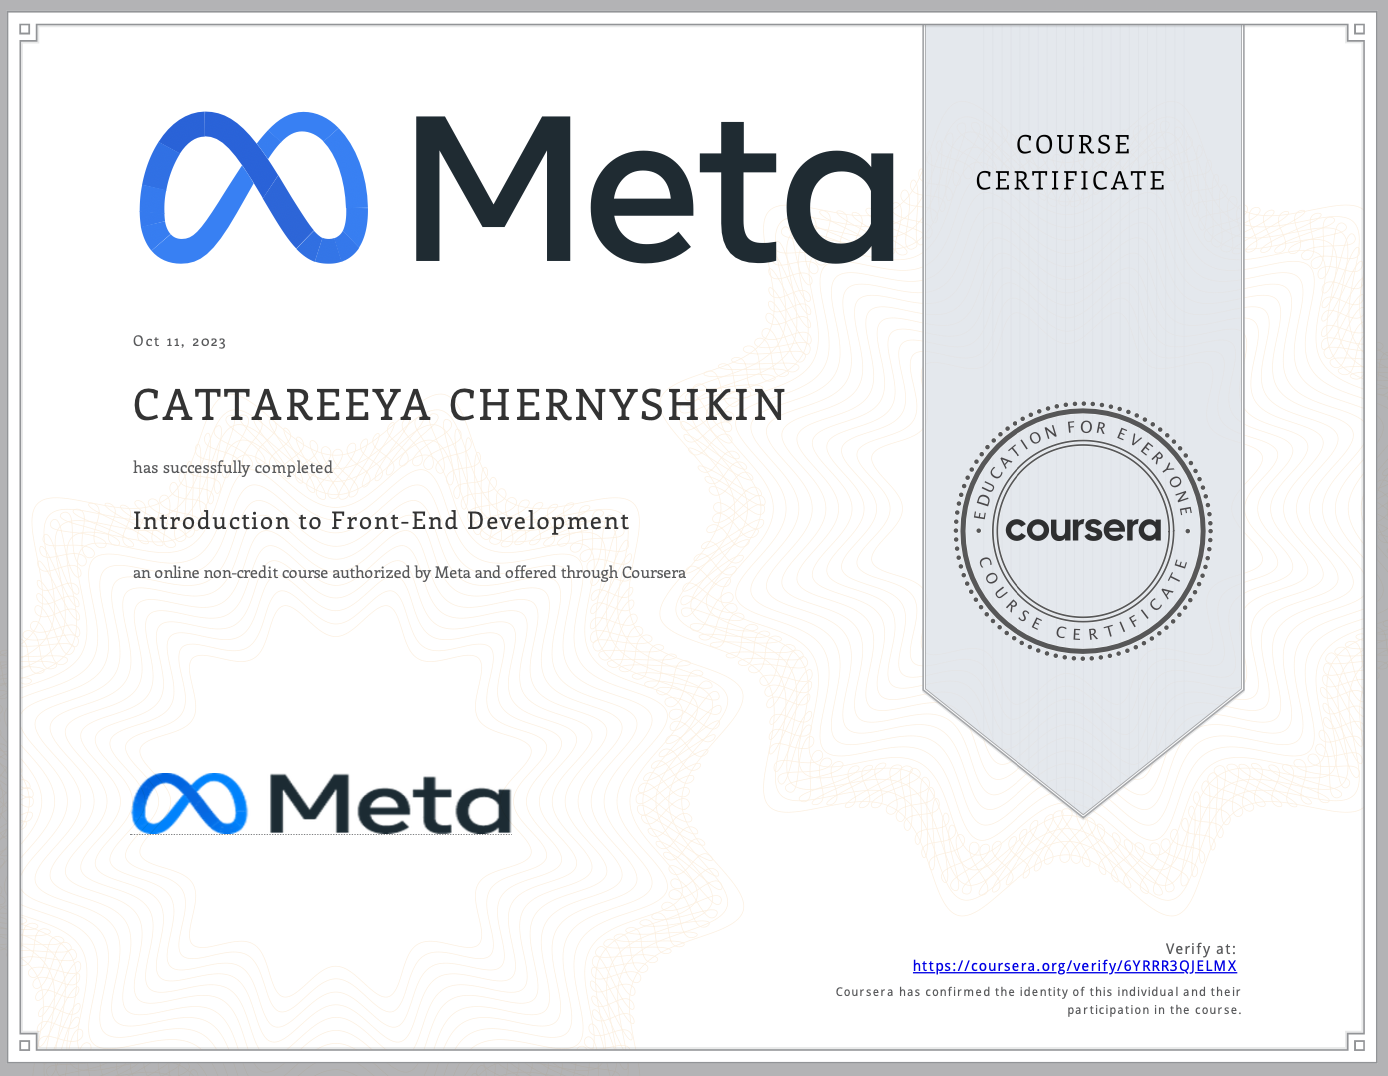 Meta
COURSE
CERTIFICATE
Oct 11, 2023
CATTAREEYA CHERNYSHKIN
has successfully completed
Introduction to Front-End Development
an online non-credit course authorized by Meta and offered through Coursera
EDUCATION FOR EVERYONE
coursera
COURSE CERTIFICATE
Meta
Verify at:
https://coursera.org/verify/6YRRR3QJELMX
Coursera has confirmed the identity of this individual and their
participation in the course.